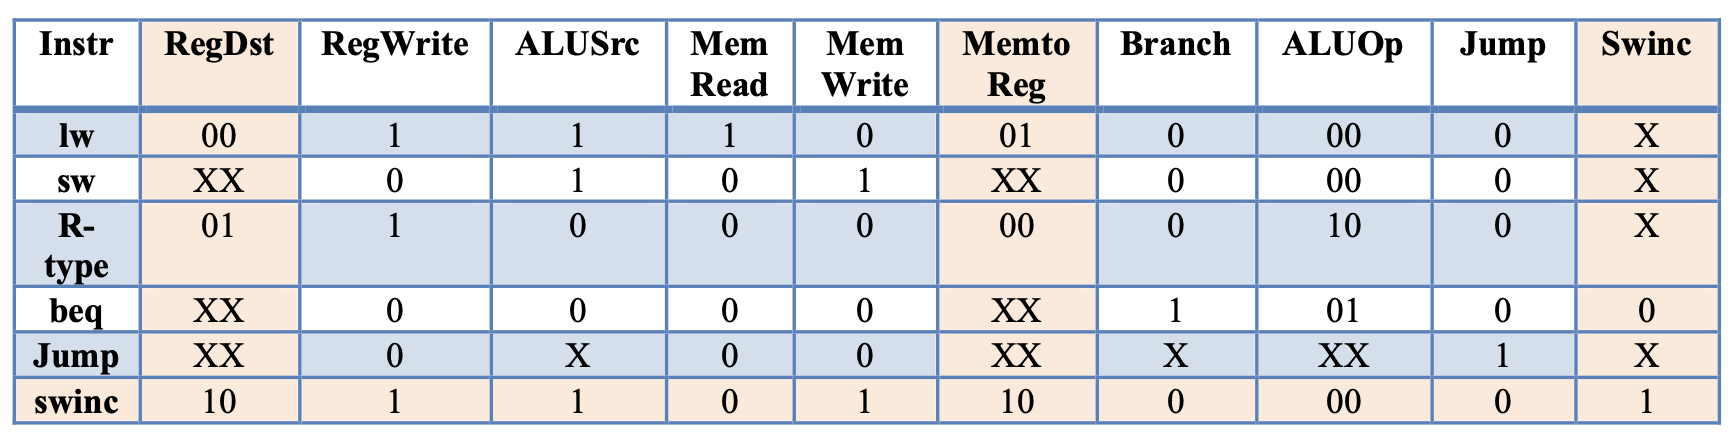 Instr RegDst RegWrite ALUSrc Mem Read Mem Write Memto Reg Branch ALUOp Jump Swinc
lw 00 1 1 1 0 01 0 00 0 X
sw XX 0 1 0 1 XX 0 00 0 X
R-type 01 1 0 0 0 00 0 10 0 X
beq XX 0 0 0 0 XX 1 01 0 0
Jump XX 0 X 0 0 XX X XX 1 X
swinc 10 1 1 0 1 10 0 00 0 1